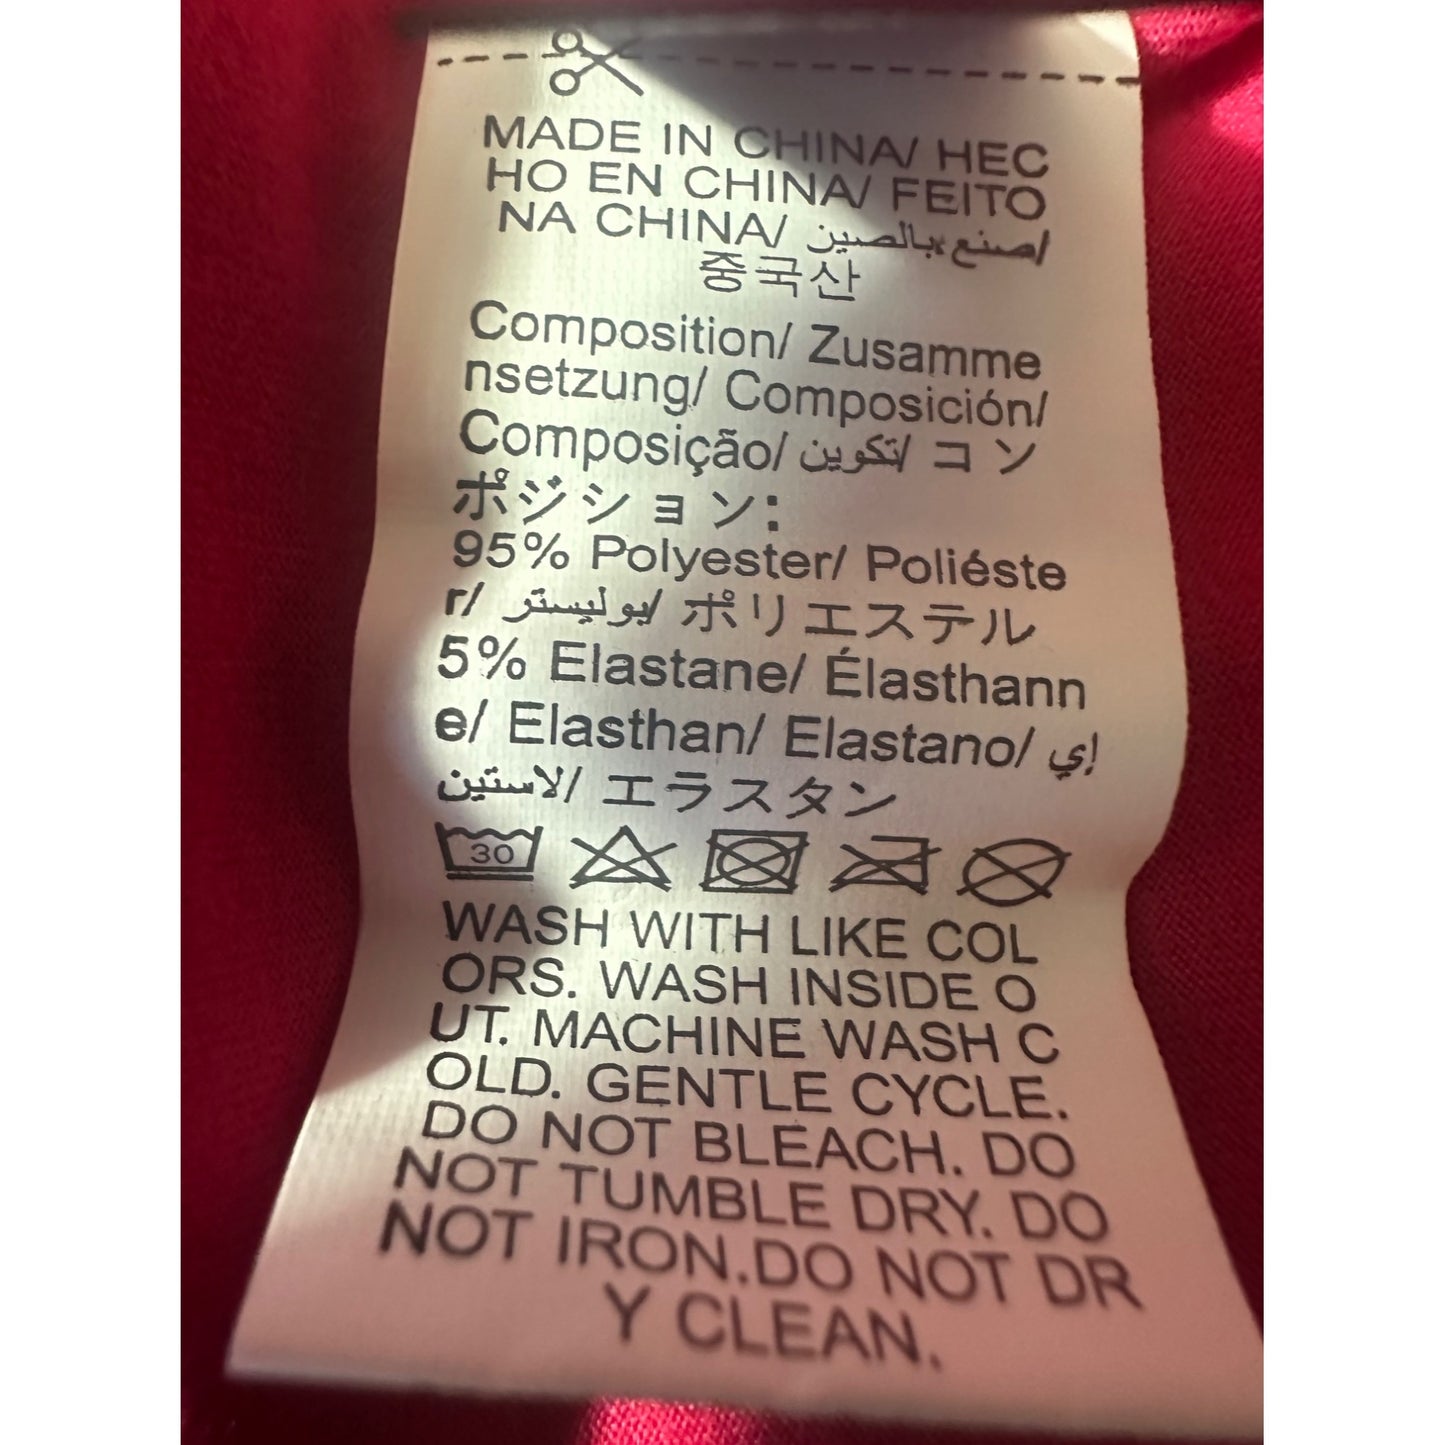 MADE IN CHINA/ HEC
HO EN CHINA/ FEITO
NA CHINA/ صنع بالصين/
중국산
Composition/ Zusamme
nsetzung/ Composición/
Composição/ تكوين/ コン
ポジション:
95% Polyester/ Poliéste
r/ بوليستر/ ポリエステル
5% Elastane/ Élasthann
e/ Elasthan/ Elastano/ إي
لاستين/ エラスタン
30
WASH WITH LIKE COL
ORS. WASH INSIDE O
UT. MACHINE WASH C
OLD. GENTLE CYCLE.
DO NOT BLEACH. DO
NOT TUMBLE DRY. DO
NOT IRON.DO NOT DR
Y CLEAN.